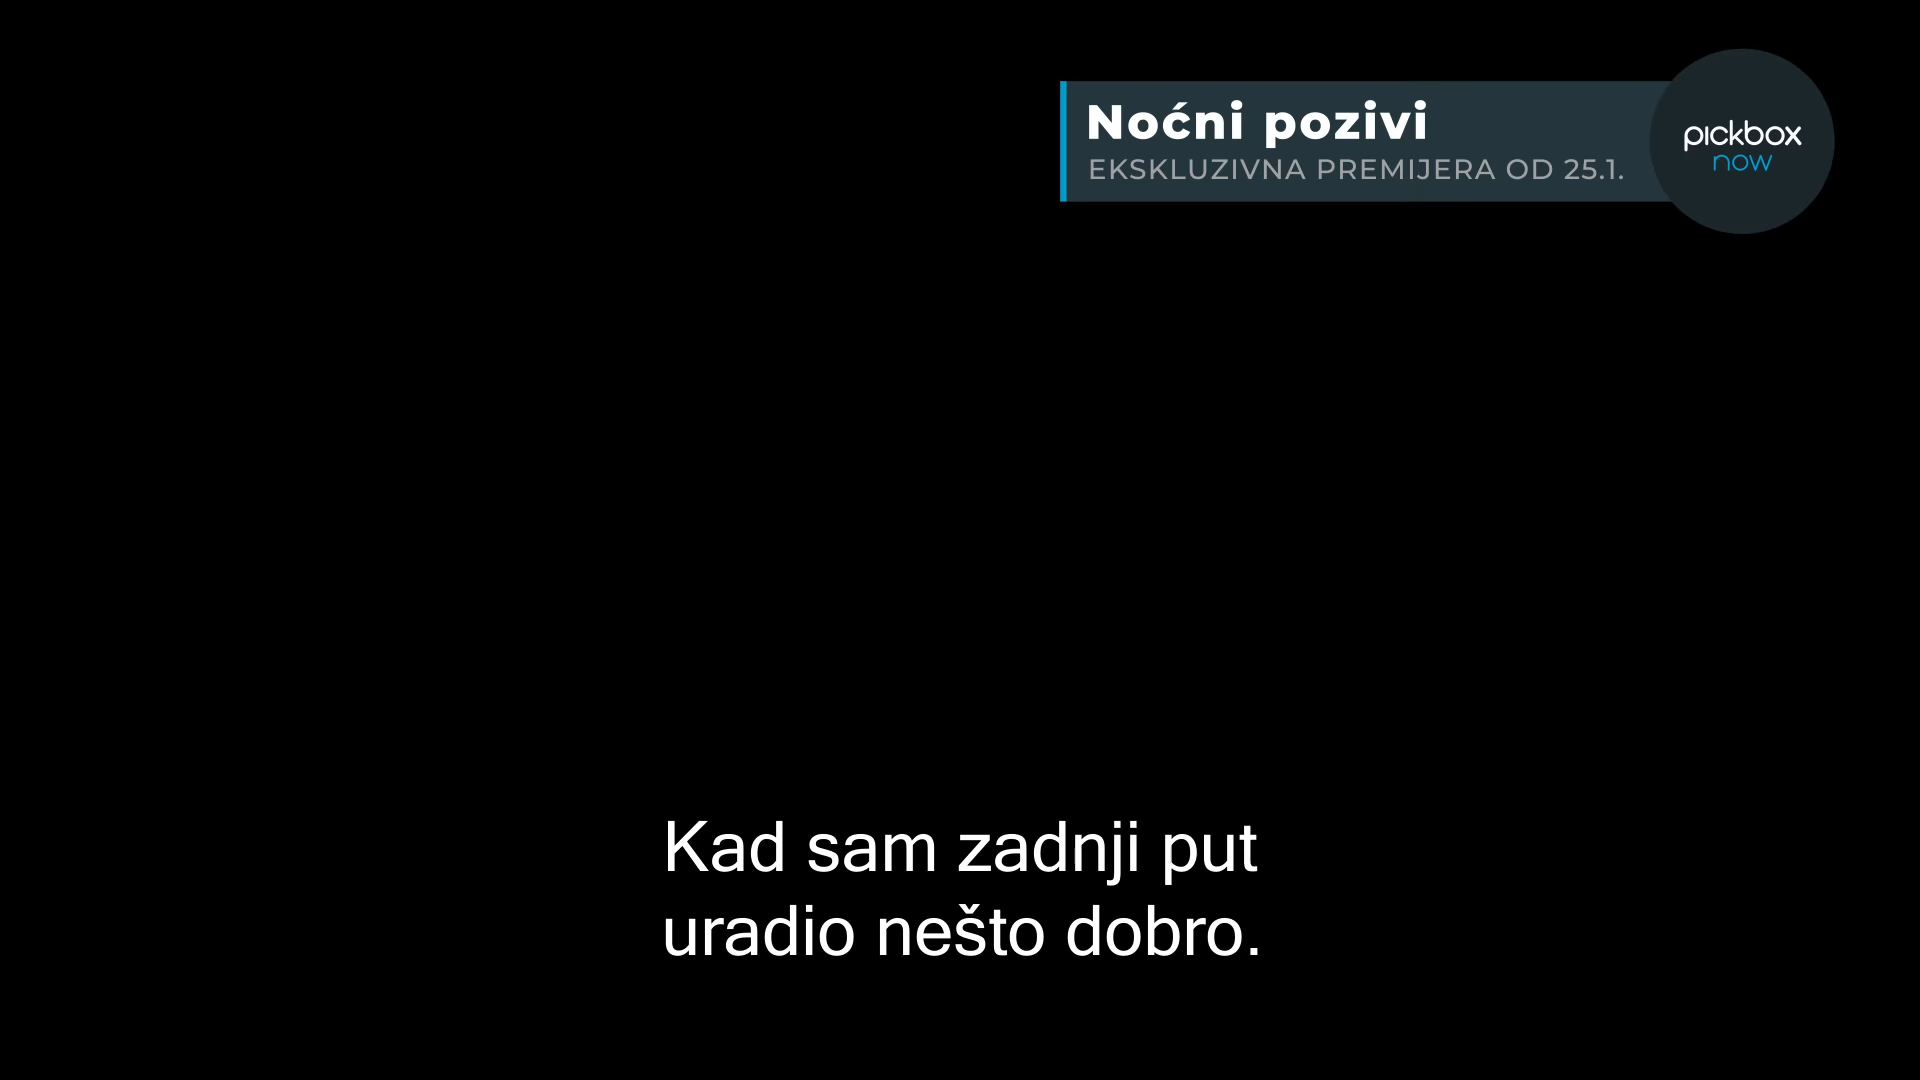 Noćni pozivi
EKSKLUZIVNA PREMIJERA OD 25.1.
pickbox
now
Kad sam zadnji put
uradio nešto dobro.